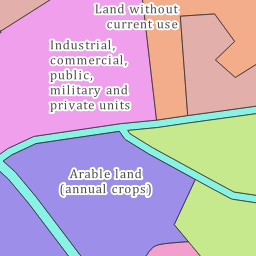 Land without
current use
Industrial,
commercial,
public,
military and
private units
Arable land
(annual crops)